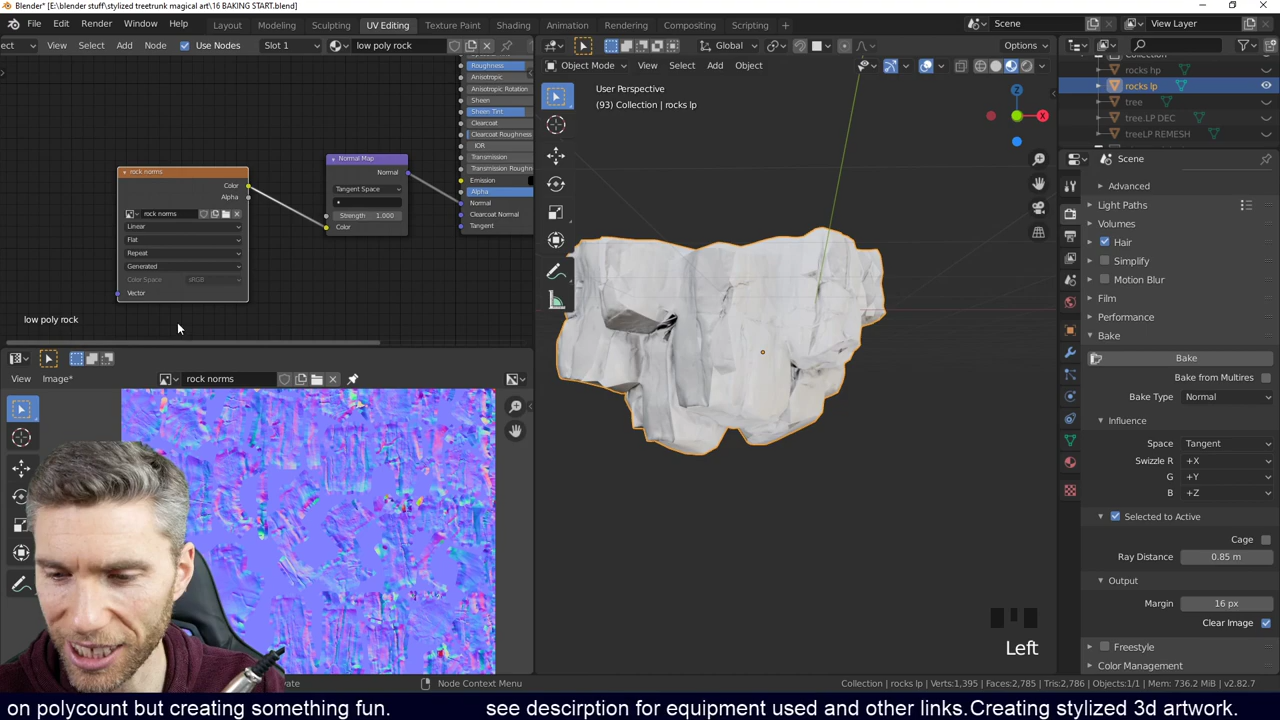 Blender* [E:\blender stuff\stylized treetrunk magical art\16 BAKING START.blend]
File Edit Render Window Help Layout Modeling Sculpting UV Editing Texture Paint Shading Animation Rendering Compositing Scripting + Scene View Layer
ect View Select Add Node Use Nodes Slot 1 low poly rock
Global Options
Object Mode View Select Add Object
User Perspective
(93) Collection | rocks lp
Roughness
Anisotropic
Anisotropic Rotation
Sheen
Sheen Tint
Clearcoat
Clearcoat Roughness
IOR
Transmission
Transmission Roughn
Emission
Alpha
Normal
Clearcoat Normal
Tangent
Normal Map
Normal
Tangent Space
Strength 1.000
Color
rock norms
Color
Alpha
rock norms
Linear
Flat
Repeat
Generated
Color Space sRGB
Vector
low poly rock
View Image* rock norms
X
Z
Left
Collection
rocks hp
rocks lp
tree
tree.LP DEC
treeLP REMESH
Scene
Advanced
Light Paths
Volumes
Hair
Simplify
Motion Blur
Film
Performance
Bake
Bake
Bake from Multires
Bake Type Normal
Influence
Space Tangent
Swizzle R +X
G +Y
B +Z
Selected to Active
Cage
Ray Distance 0.85 m
Output
Margin 16 px
Clear Image
Freestyle
Color Management
Node Context Menu
Collection | rocks lp | Verts:1,395 | Faces:2,785 | Tris:2,786 | Objects:1/1 | Mem: 736.2 MiB | v2.82.7
on polycount but creating something fun. see descirption for equipment used and other links.Creating stylized 3d artwork.